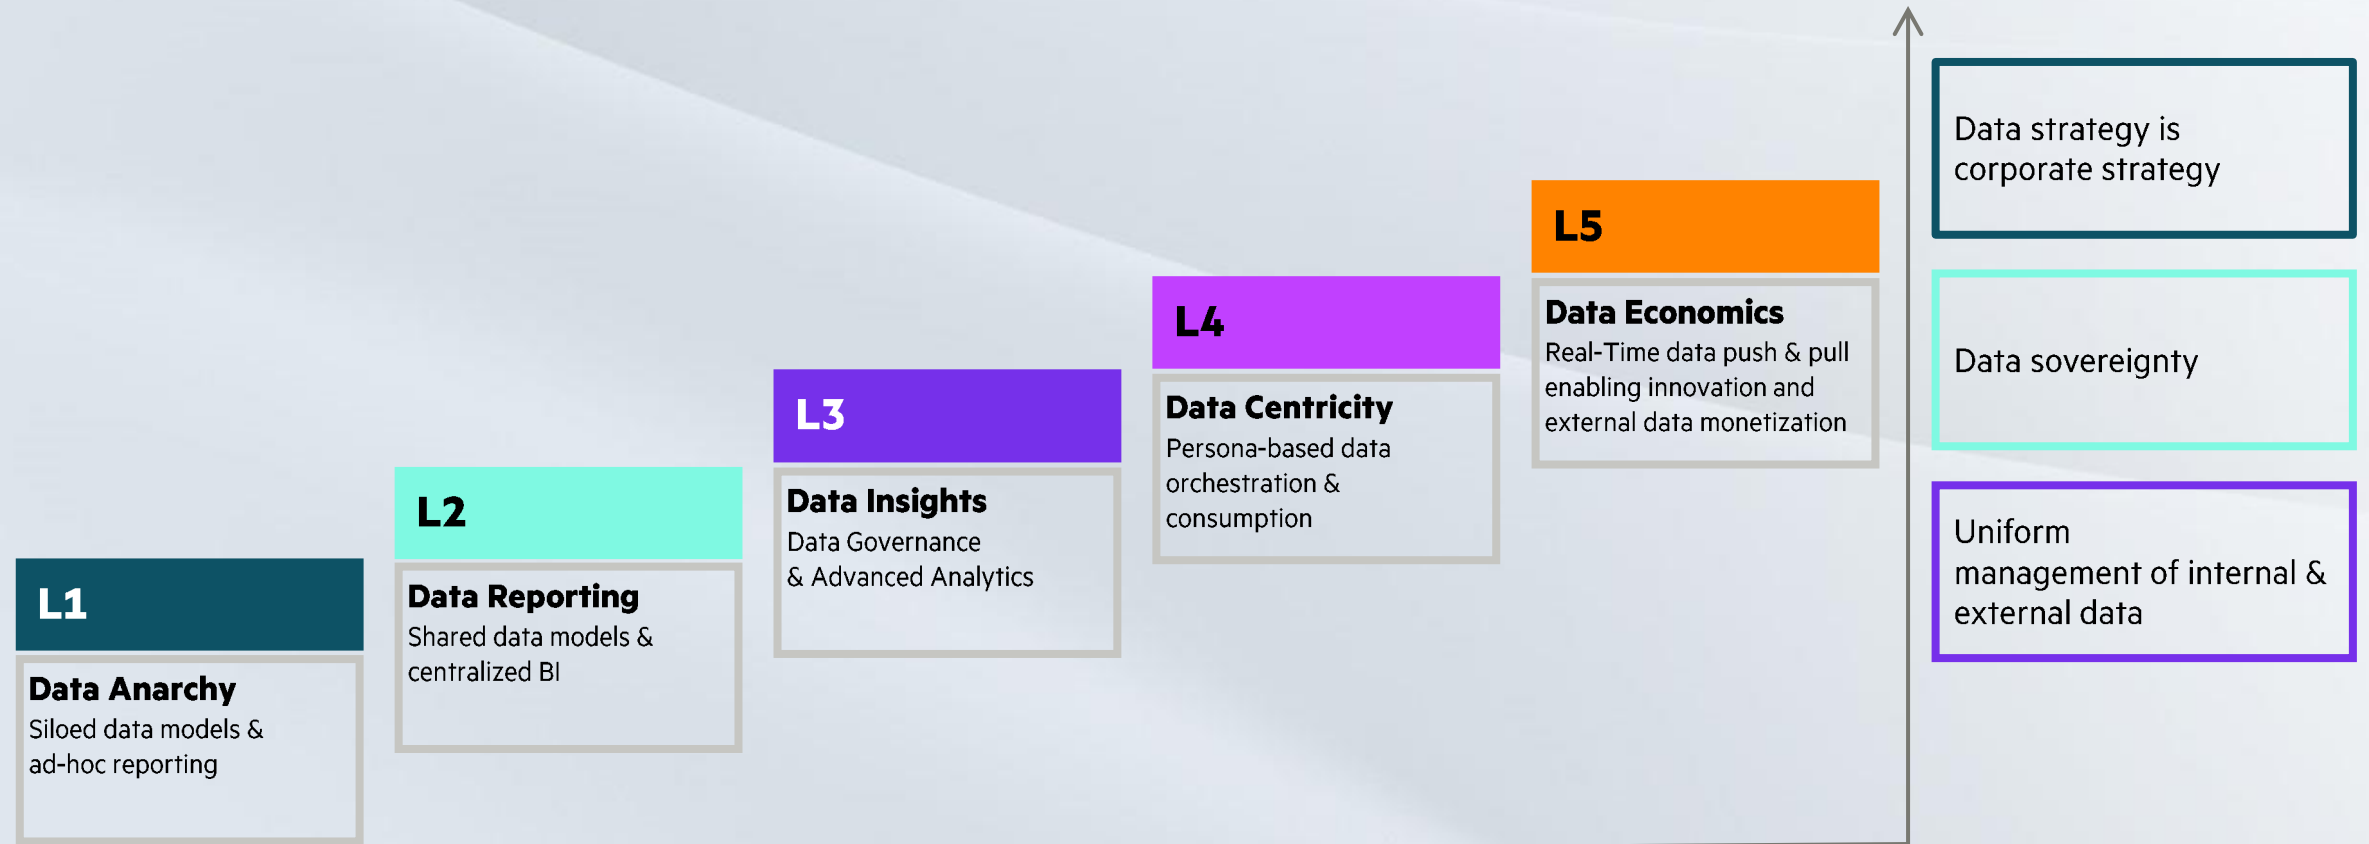 L1
Data Anarchy
Siloed data models &
ad-hoc reporting
L2
Data Reporting
Shared data models &
centralized BI
L3
Data Insights
Data Governance
& Advanced Analytics
L4
Data Centricity
Persona-based data
orchestration &
consumption
L5
Data Economics
Real-Time data push & pull
enabling innovation and
external data monetization
Data strategy is
corporate strategy
Data sovereignty
Uniform
management of internal &
external data